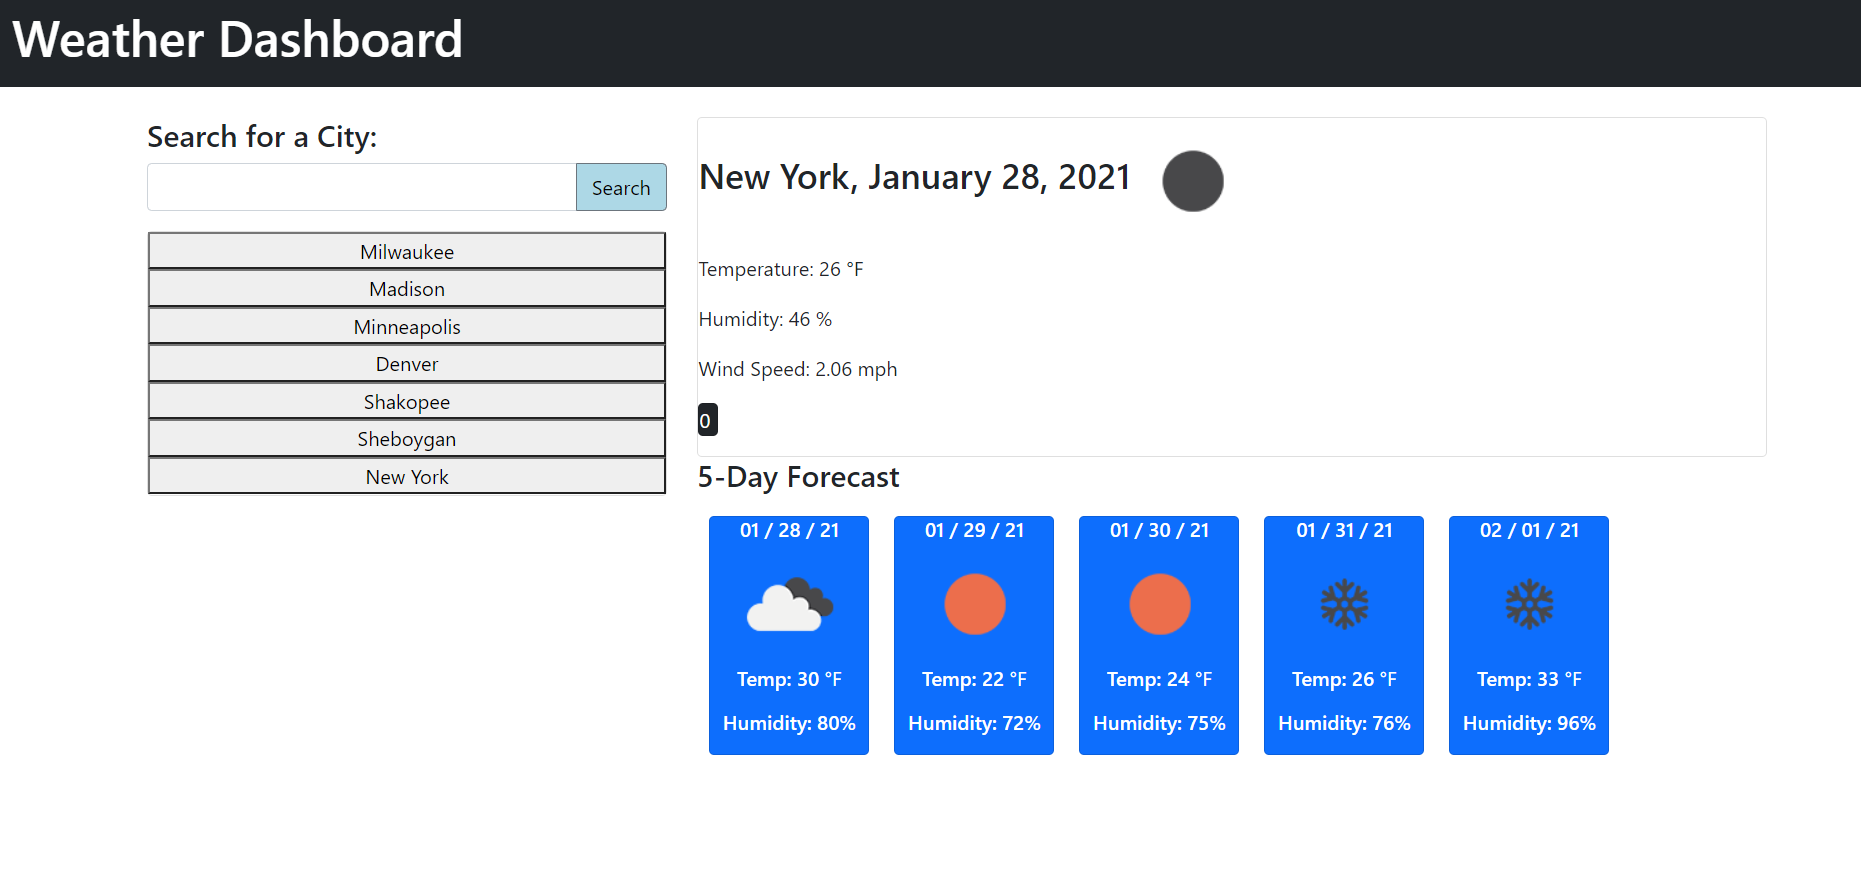 Weather Dashboard
Search for a City:
Search
Milwaukee
Madison
Minneapolis
Denver
Shakopee
Sheboygan
New York
New York, January 28, 2021
Temperature: 26 °F
Humidity: 46 %
Wind Speed: 2.06 mph
0
5-Day Forecast
01 / 28 / 21
Temp: 30 °F
Humidity: 80%
01 / 29 / 21
Temp: 22 °F
Humidity: 72%
01 / 30 / 21
Temp: 24 °F
Humidity: 75%
01 / 31 / 21
Temp: 26 °F
Humidity: 76%
02 / 01 / 21
Temp: 33 °F
Humidity: 96%